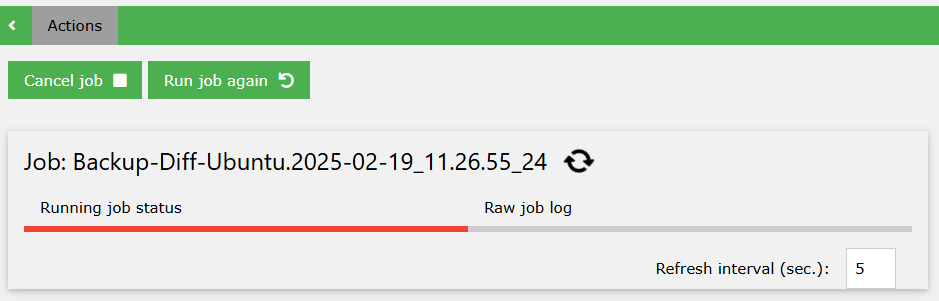 Actions
Cancel job
Run job again
Job: Backup-Diff-Ubuntu.2025-02-19_11.26.55_24
Running job status
Raw job log
Refresh interval (sec.): 5